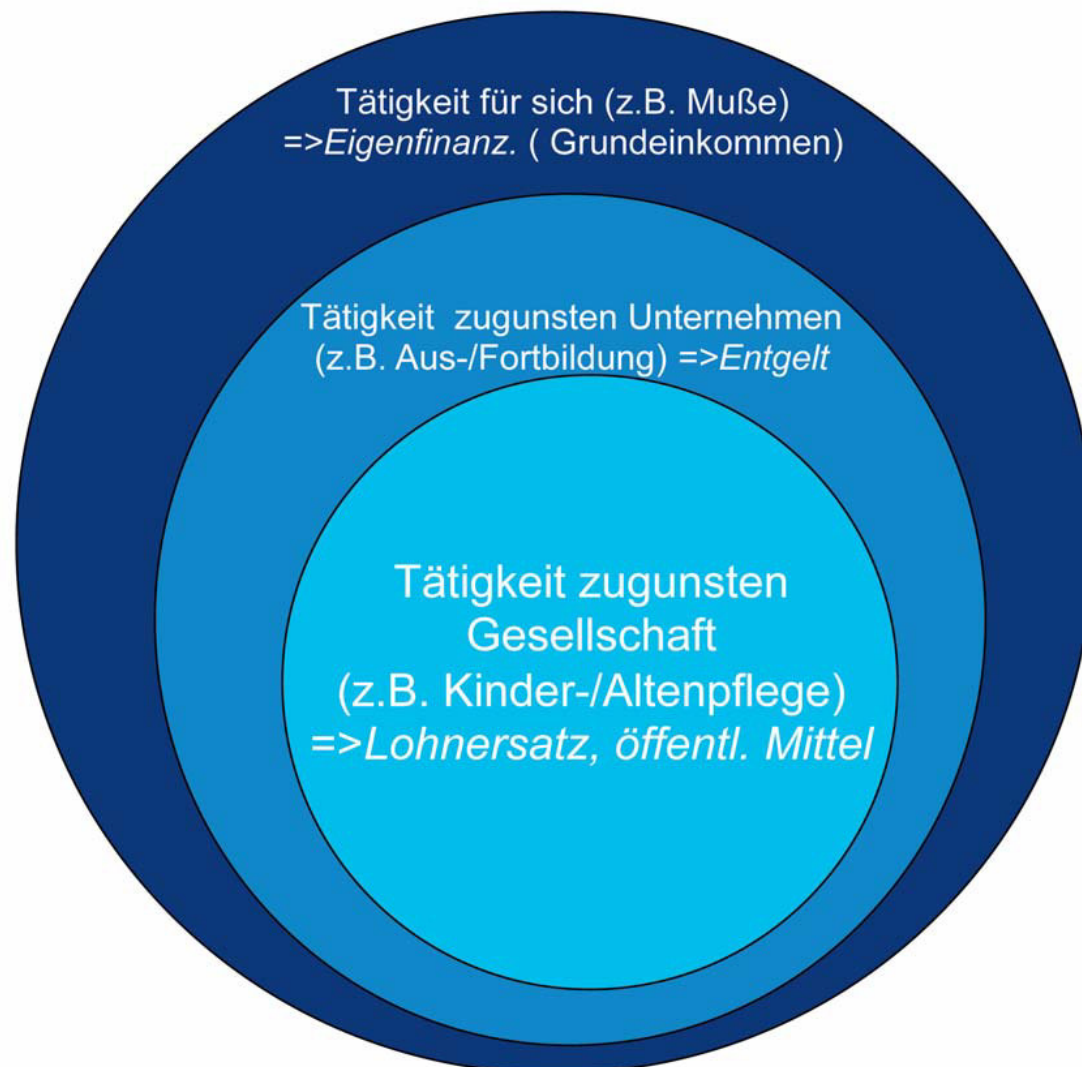 Tätigkeit für sich (z.B. Muße)
=>Eigenfinanz. ( Grundeinkommen)
Tätigkeit zugunsten Unternehmen
(z.B. Aus-/Fortbildung) =>Entgelt
Tätigkeit zugunsten
Gesellschaft
(z.B. Kinder-/Altenpflege)
=>Lohnersatz, öffentl. Mittel